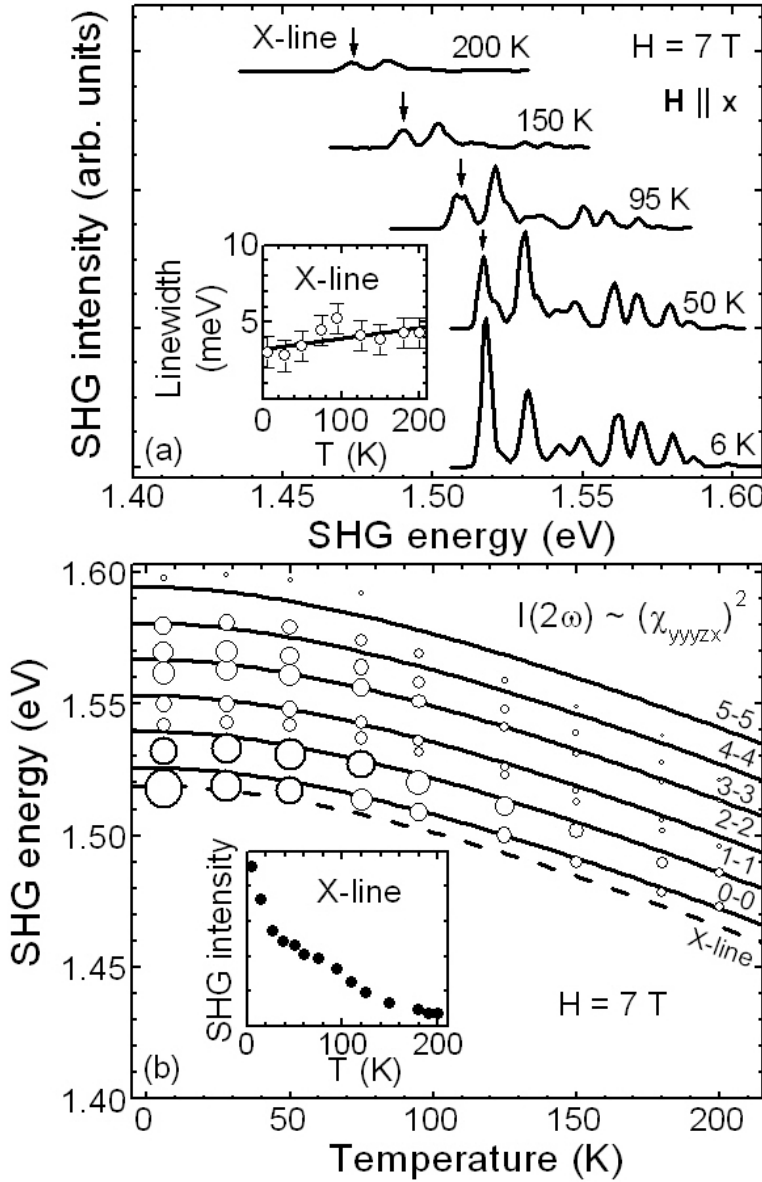 SHG intensity (arb. units)
X-line
200 K
H = 7 T
H || x
150 K
95 K
50 K
6 K
Linewidth
(meV)
10
5
0
X-line
0
100
200
T (K)
(a)
1.40
1.45
1.50
1.55
1.60
SHG energy (eV)
SHG energy (eV)
1.60
1.55
1.50
1.45
1.40
I(2ω) ~ (χyyyzx)²
5-5
4-4
3-3
2-2
1-1
0-0
X-line
H = 7 T
SHG intensity
X-line
0
100
200
T (K)
(b)
0
50
100
150
200
Temperature (K)